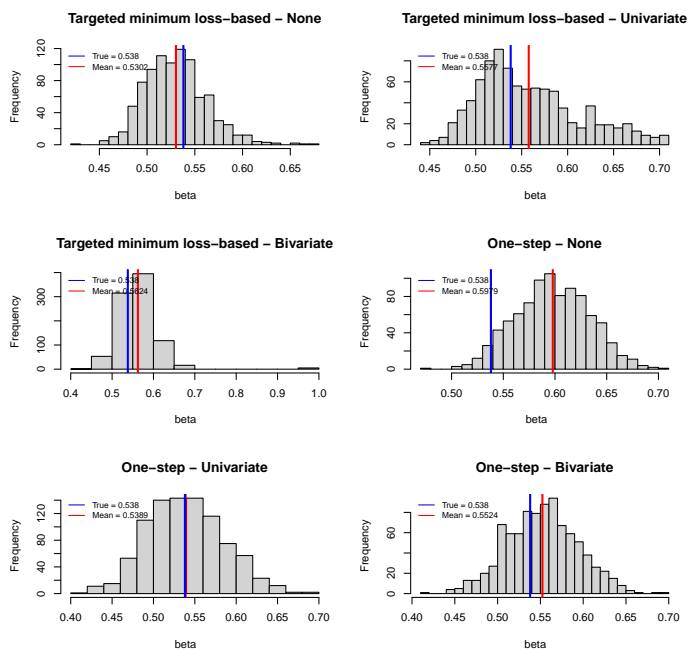 Targeted minimum loss−based − None
True = 0.538
Mean = 0.5302
Frequency
0 40 80 120
0.45 0.50 0.55 0.60 0.65
beta
Targeted minimum loss−based − Univariate
True = 0.538
Mean = 0.5577
Frequency
0 20 60
0.45 0.50 0.55 0.60 0.65 0.70
beta
Targeted minimum loss−based − Bivariate
True = 0.538
Mean = 0.5624
Frequency
0 100 300
0.4 0.5 0.6 0.7 0.8 0.9 1.0
beta
One−step − None
True = 0.538
Mean = 0.5979
Frequency
0 40 80
0.50 0.55 0.60 0.65 0.70
beta
One−step − Univariate
True = 0.538
Mean = 0.5389
Frequency
0 40 80 120
0.40 0.45 0.50 0.55 0.60 0.65 0.70
beta
One−step − Bivariate
True = 0.538
Mean = 0.5524
Frequency
0 20 60
0.40 0.45 0.50 0.55 0.60 0.65 0.70
beta